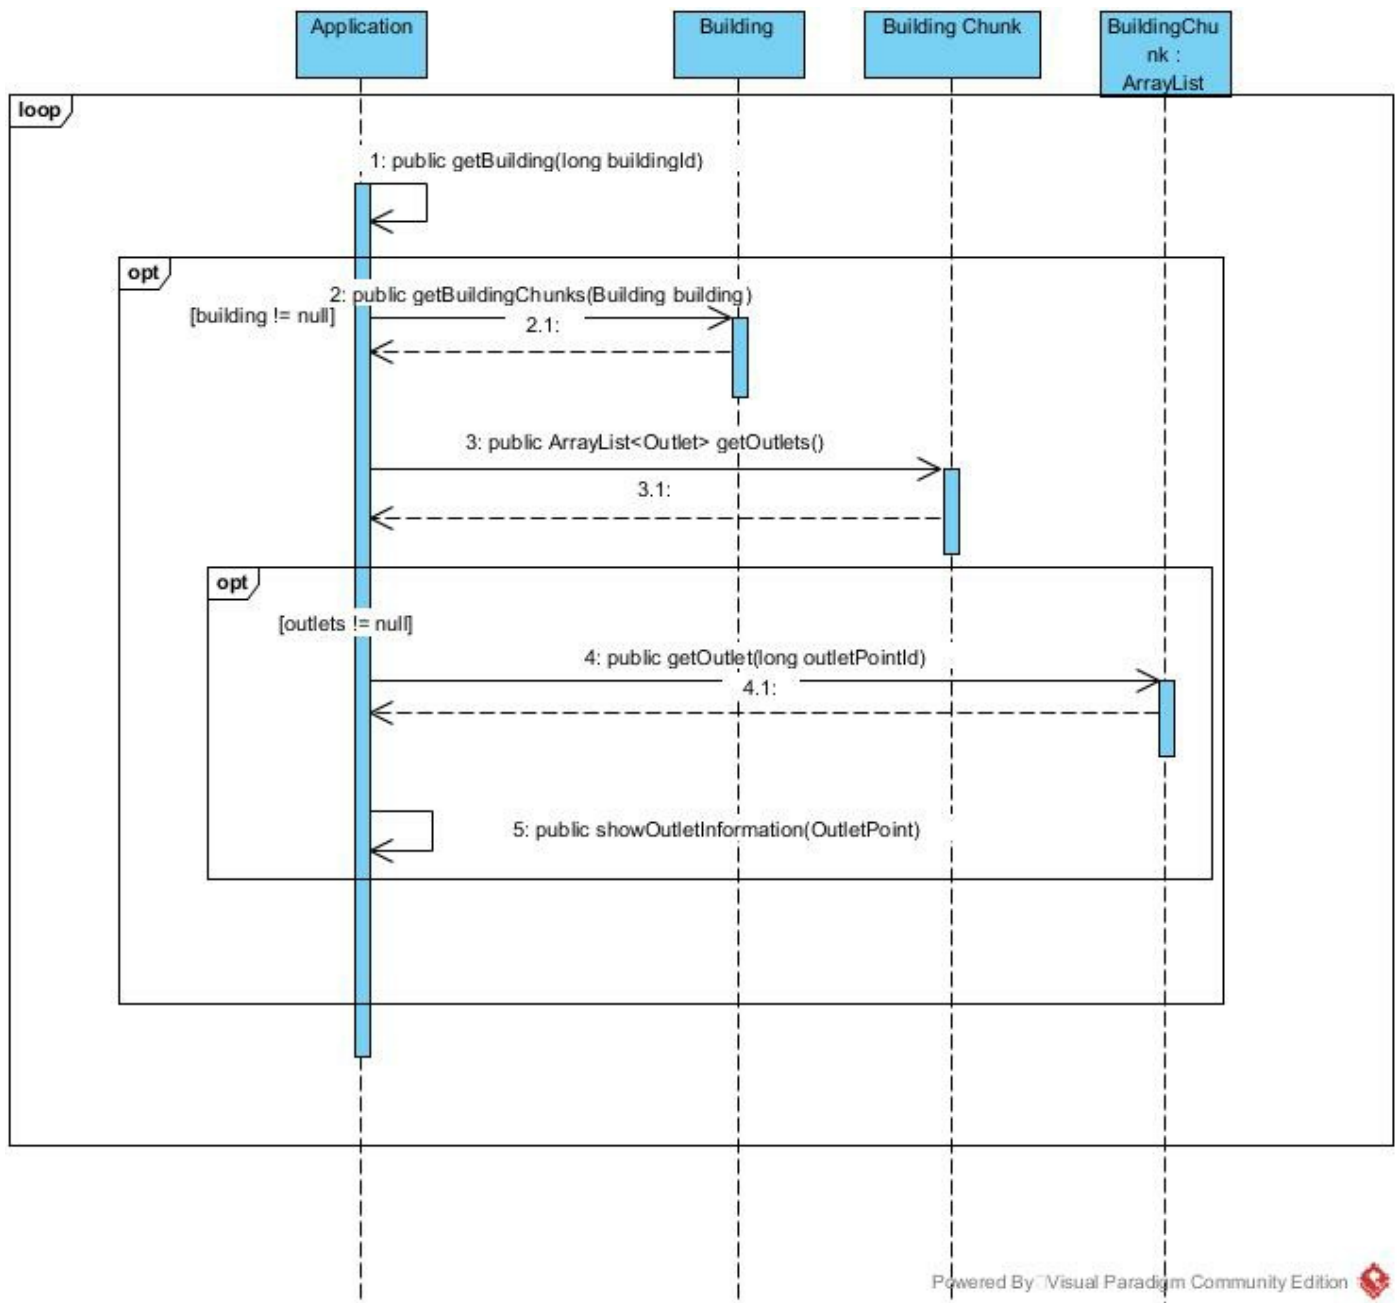 Application
Building
Building Chunk
BuildingChu
nk :
ArrayList
loop
1: public getBuilding(long buildingId)
opt
2: public getBuildingChunks(Building building)
[building != null]
2.1:
3: public ArrayList<Outlet> getOutlets()
3.1:
opt
[outlets != null]
4: public getOutlet(long outletPointId)
4.1:
5: public showOutletInformation(OutletPoint)
Powered By Visual Paradigm Community Edition